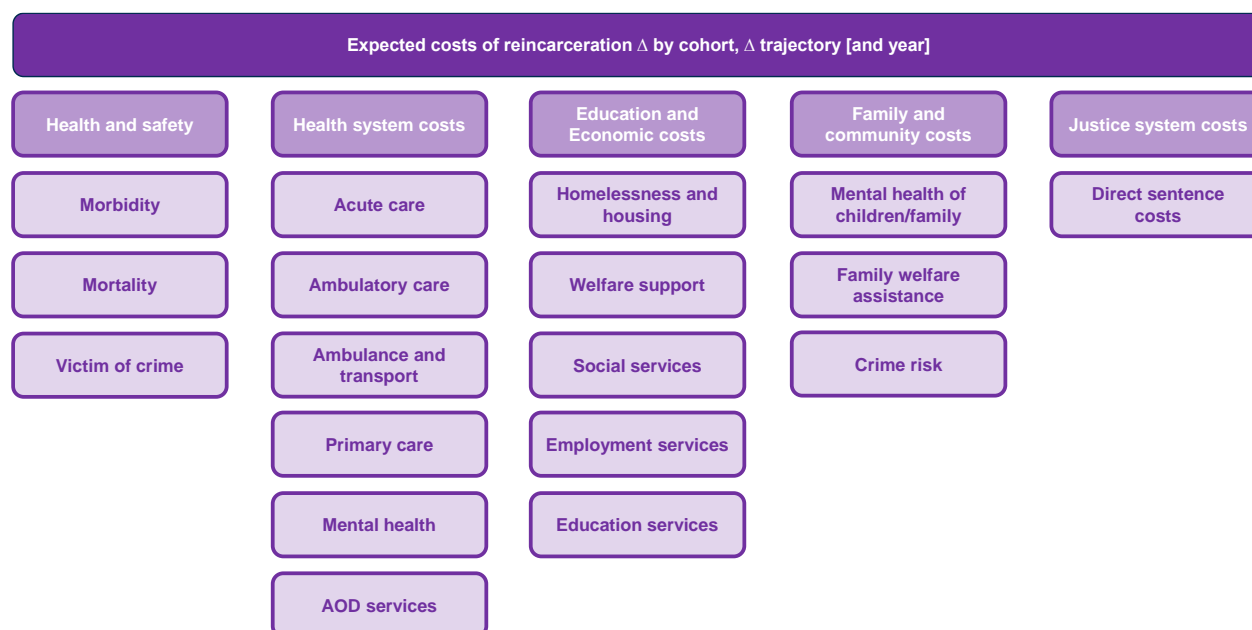 Expected costs of reincarceration Δ by cohort, Δ trajectory [and year]
Health and safety
Morbidity
Mortality
Victim of crime
Health system costs
Acute care
Ambulatory care
Ambulance and
transport
Primary care
Mental health
AOD services
Education and
Economic costs
Homelessness and
housing
Welfare support
Social services
Employment services
Education services
Family and
community costs
Mental health of
children/family
Family welfare
assistance
Crime risk
Justice system costs
Direct sentence
costs